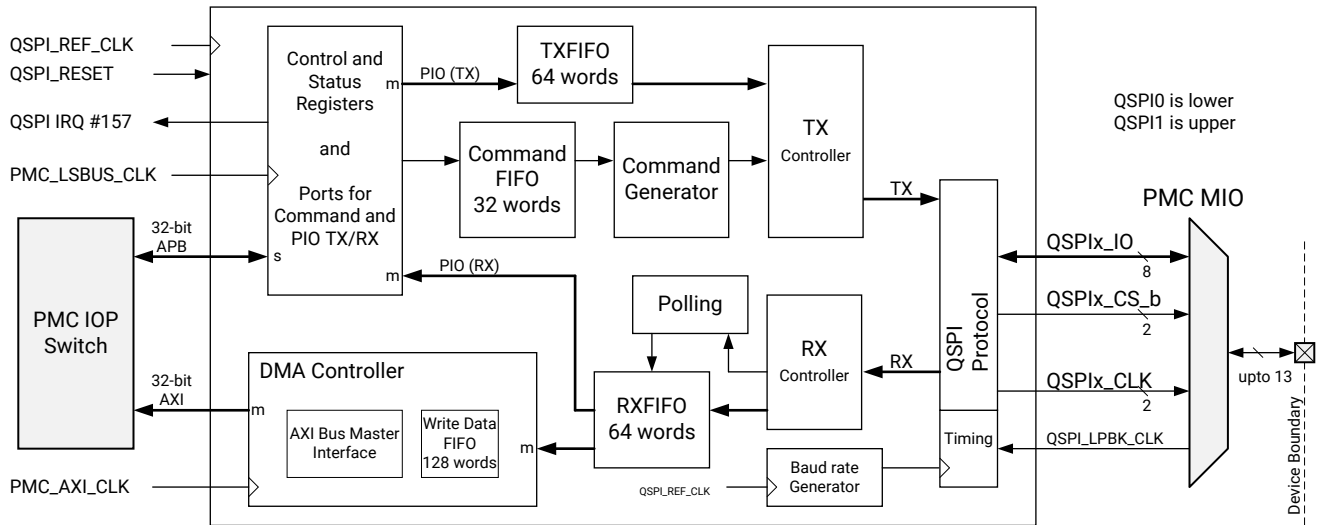 QSPI_REF_CLK
QSPI_RESET
QSPI IRQ #157
PMC_LSBUS_CLK
32-bit
APB
PMC IOP
Switch
32-bit
AXI
PMC_AXI_CLK
Control and
Status
Registers
and
Ports for
Command and
PIO TX/RX
m
s
m
PIO (TX)
TXFIFO
64 words
Command
FIFO
32 words
Command
Generator
TX
Controller
TX
PIO (RX)
Polling
RX
Controller
RX
RXFIFO
64 words
DMA Controller
m
AXI Bus Master
Interface
Write Data
FIFO
128 words
m
QSPI_REF_CLK
Baud rate
Generator
QSPI
Protocol
Timing
QSPI0 is lower
QSPI1 is upper
PMC MIO
QSPIx_IO
8
QSPIx_CS_b
2
QSPIx_CLK
2
QSPI_LPBK_CLK
upto 13
Device Boundary